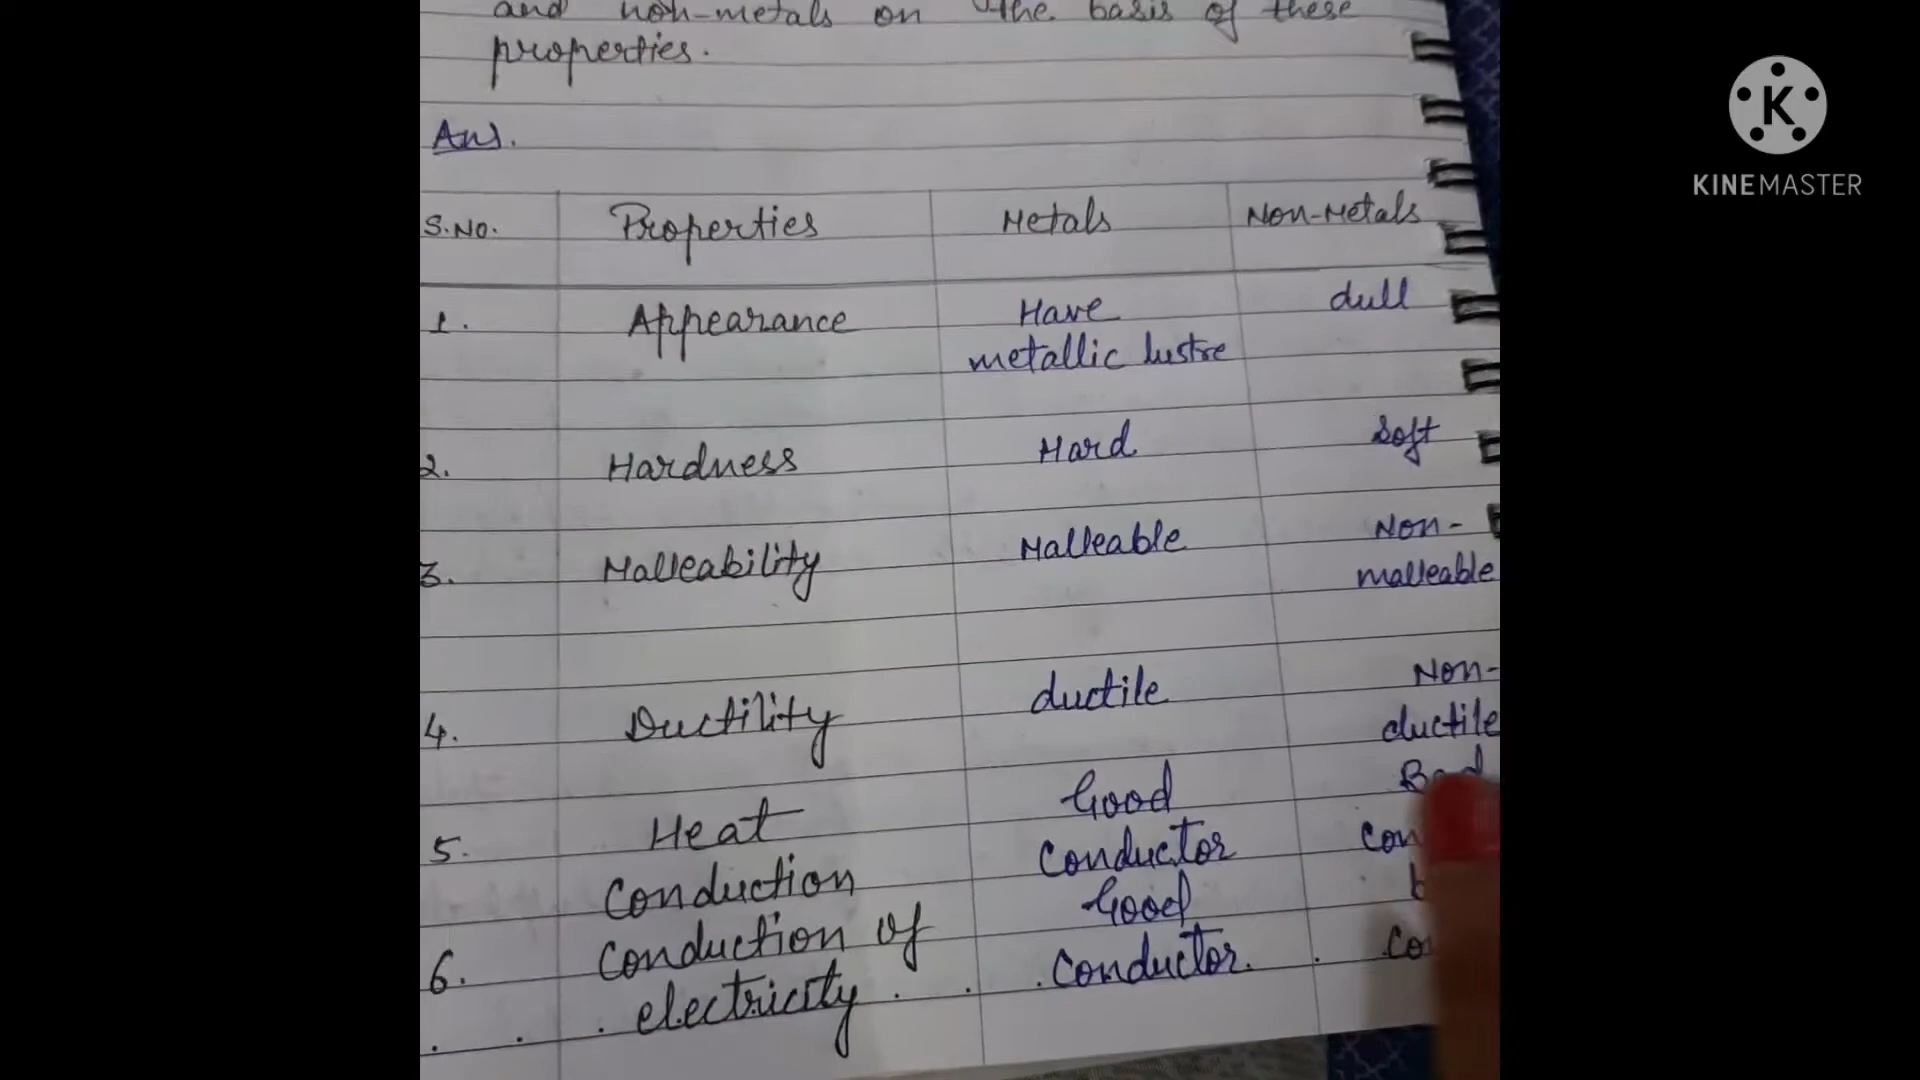 and non-metals on the basis of these
properties.
Ans.
S.No. Properties Metals Non-Metals
1. Appearance Have metallic lustre dull
2. Hardness Hard Soft
3. Malleability Malleable Non-malleable
4. Ductility ductile Non-ductile
5. Heat Conduction Good Conductor Bad
6. Conduction of electricity Good Conductor.
K
KINEMASTER